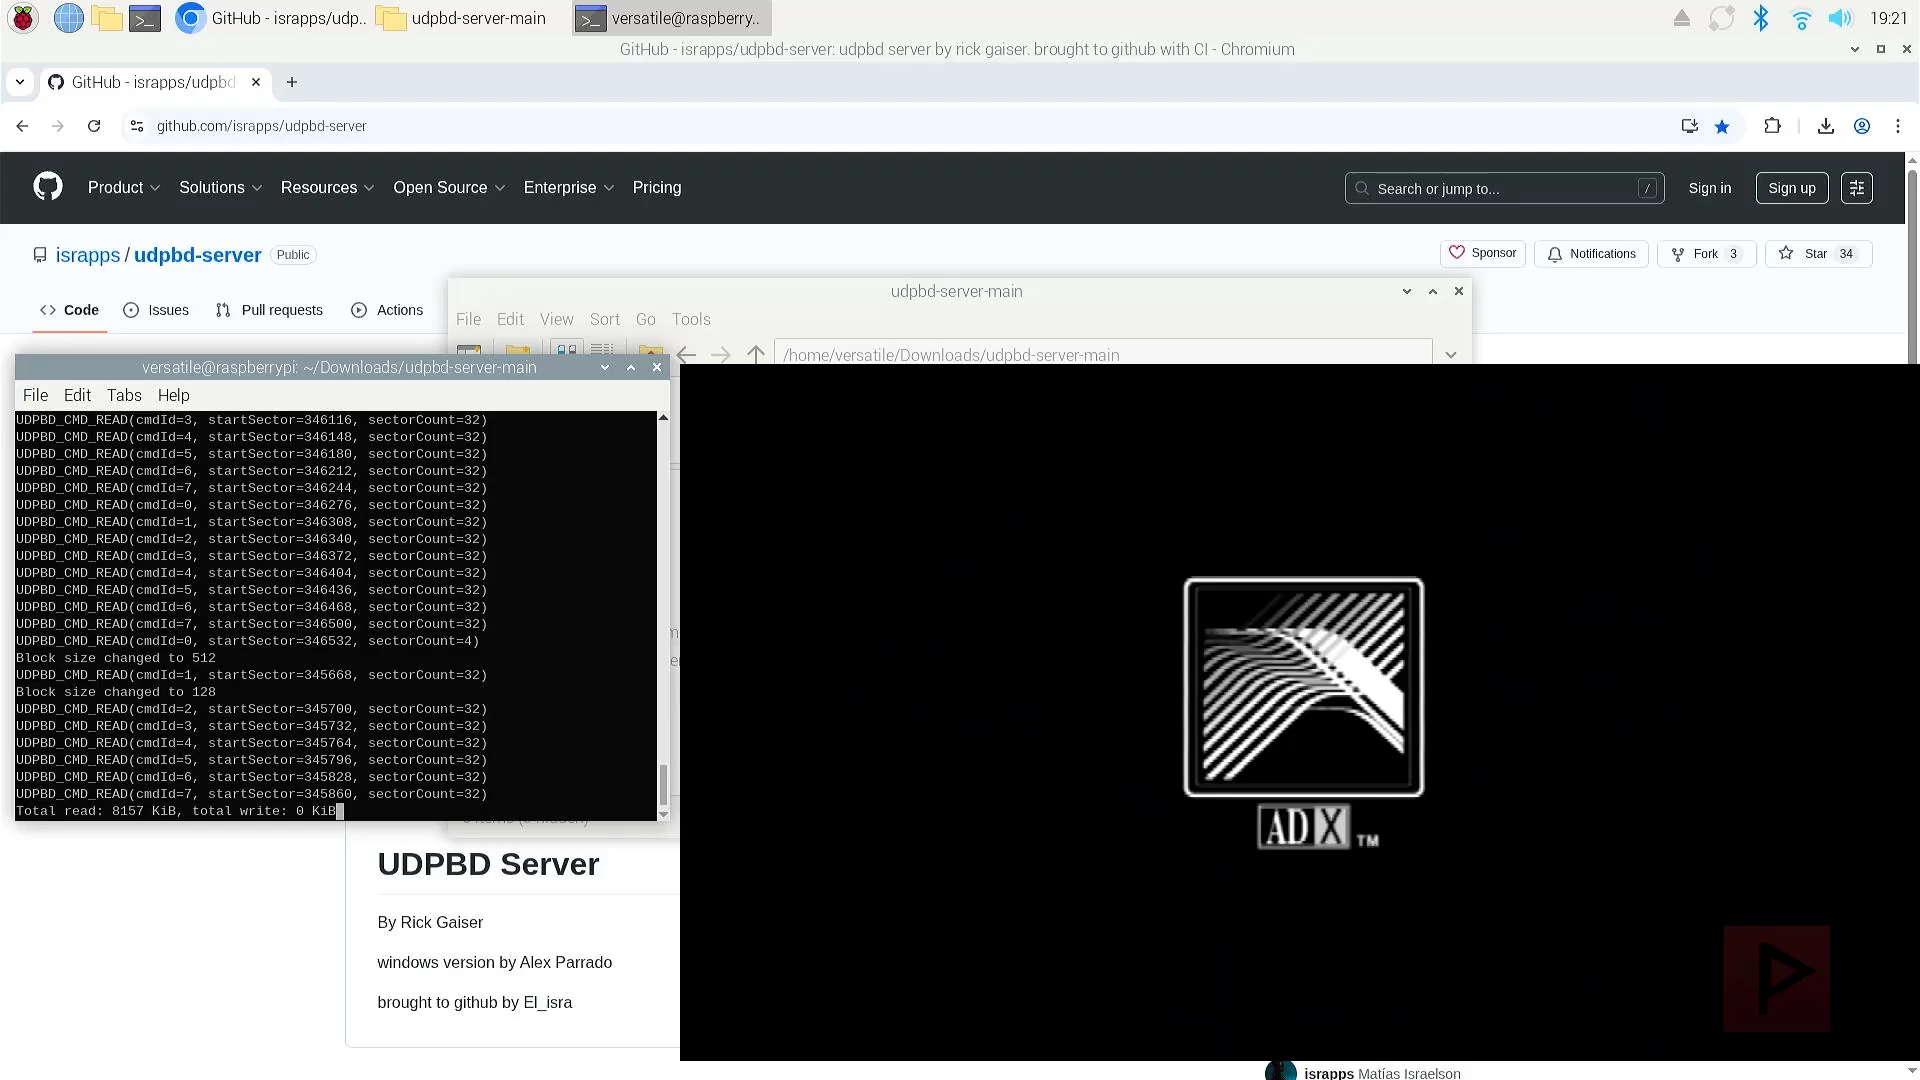 GitHub - israpps/udp..
udpbd-server-main
versatile@raspberry..
19:21
GitHub - israpps/udpbd-server: udpbd server by rick gaiser. brought to github with CI - Chromium
GitHub - israpps/udpbd
github.com/israpps/udpbd-server
Product
Solutions
Resources
Open Source
Enterprise
Pricing
Search or jump to...
/
Sign in
Sign up
israpps / udpbd-server
Public
Sponsor
Notifications
Fork 3
Star 34
Code
Issues
Pull requests
Actions
udpbd-server-main
File Edit View Sort Go Tools
/home/versatile/Downloads/udpbd-server-main
versatile@raspberrypi: ~/Downloads/udpbd-server-main
File Edit Tabs Help
UDPBD_CMD_READ(cmdId=3, startSector=346116, sectorCount=32)
UDPBD_CMD_READ(cmdId=4, startSector=346148, sectorCount=32)
UDPBD_CMD_READ(cmdId=5, startSector=346180, sectorCount=32)
UDPBD_CMD_READ(cmdId=6, startSector=346212, sectorCount=32)
UDPBD_CMD_READ(cmdId=7, startSector=346244, sectorCount=32)
UDPBD_CMD_READ(cmdId=0, startSector=346276, sectorCount=32)
UDPBD_CMD_READ(cmdId=1, startSector=346308, sectorCount=32)
UDPBD_CMD_READ(cmdId=2, startSector=346340, sectorCount=32)
UDPBD_CMD_READ(cmdId=3, startSector=346372, sectorCount=32)
UDPBD_CMD_READ(cmdId=4, startSector=346404, sectorCount=32)
UDPBD_CMD_READ(cmdId=5, startSector=346436, sectorCount=32)
UDPBD_CMD_READ(cmdId=6, startSector=346468, sectorCount=32)
UDPBD_CMD_READ(cmdId=7, startSector=346500, sectorCount=32)
UDPBD_CMD_READ(cmdId=0, startSector=346532, sectorCount=4)
Block size changed to 512
UDPBD_CMD_READ(cmdId=1, startSector=345668, sectorCount=32)
Block size changed to 128
UDPBD_CMD_READ(cmdId=2, startSector=345700, sectorCount=32)
UDPBD_CMD_READ(cmdId=3, startSector=345732, sectorCount=32)
UDPBD_CMD_READ(cmdId=4, startSector=345764, sectorCount=32)
UDPBD_CMD_READ(cmdId=5, startSector=345796, sectorCount=32)
UDPBD_CMD_READ(cmdId=6, startSector=345828, sectorCount=32)
UDPBD_CMD_READ(cmdId=7, startSector=345860, sectorCount=32)
Total read: 8157 KiB, total write: 0 KiB
ADX TM
UDPBD Server
By Rick Gaiser
windows version by Alex Parrado
brought to github by El_isra
P
israpps Matías Israelson